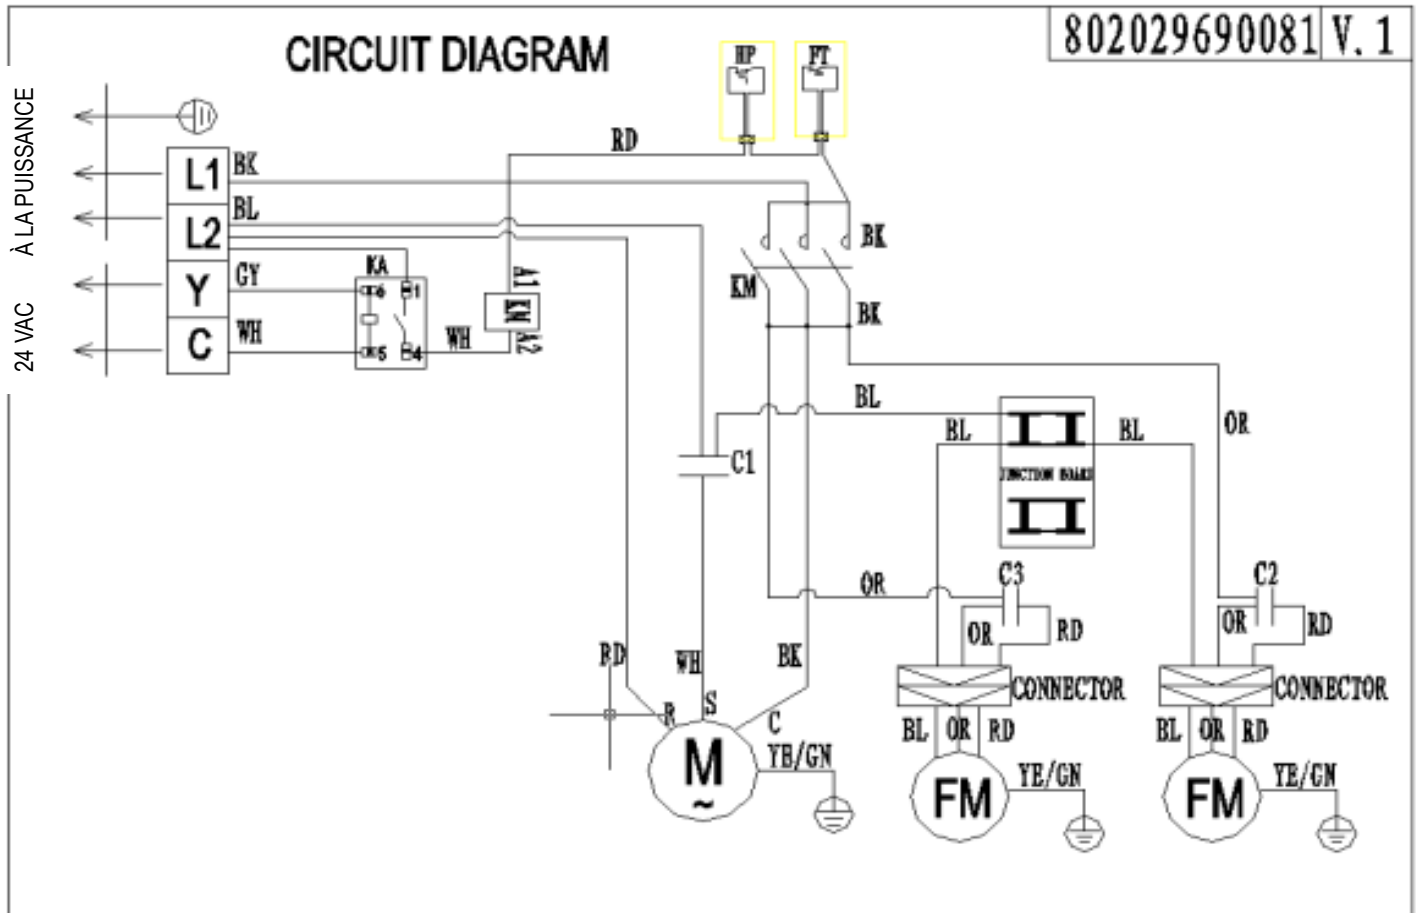 CIRCUIT DIAGRAM
802029690081 V. 1
HP
PT
À LA PUISSANCE
24 VAC
RD
L1
BK
BL
L2
KA
GY
Y
6
1
A1
KM
BK
KM
BK
WH
C
5
4
WH
A2
BL
BL
BL
OR
C1
JUNCTION BOARD
C3
C2
OR
OR
RD
OR
RD
RD
WH
BK
CONNECTOR
CONNECTOR
R
S
C
BL
OR
RD
BL
OR
RD
M
~
YE/GN
FM
YE/GN
FM
YE/GN